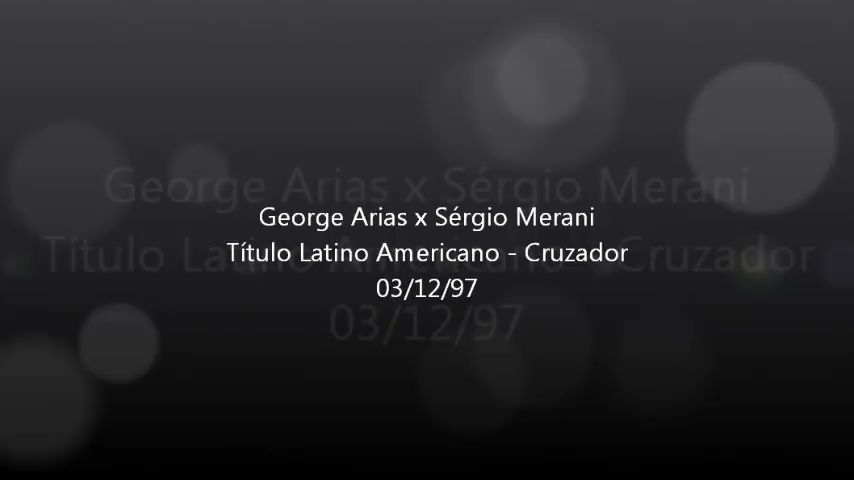 George Arias x Sérgio Merani
Título Latino Americano - Cruzador
03/12/97